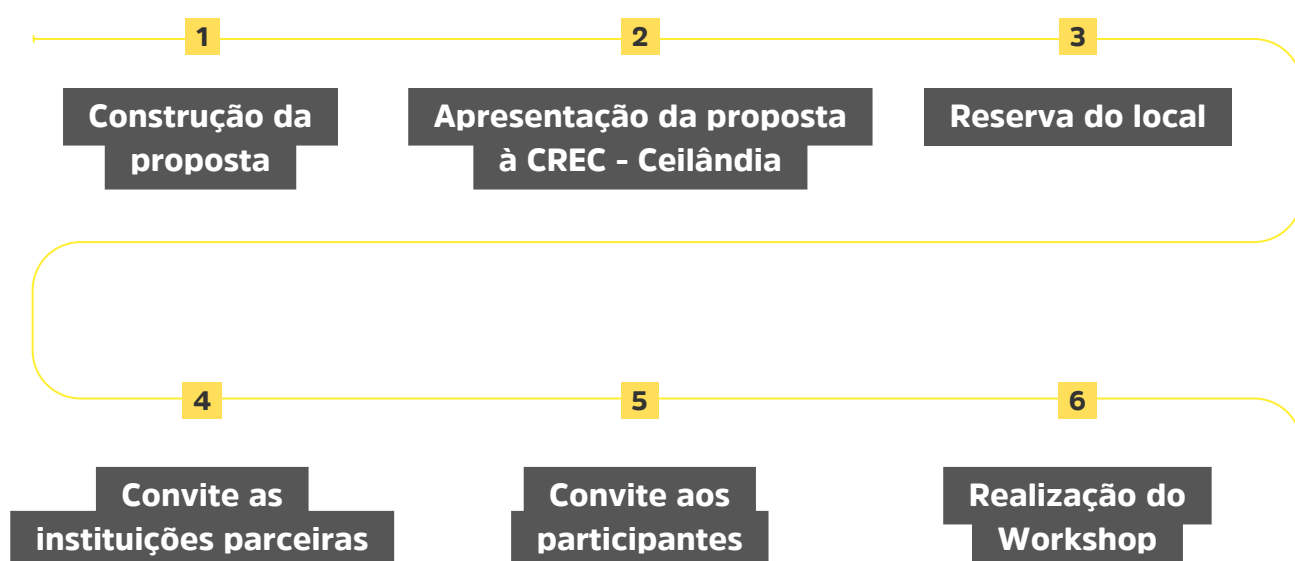 1
Construção da
proposta
2
Apresentação da proposta
à CREC - Ceilândia
3
Reserva do local
4
Convite as
instituições parceiras
5
Convite aos
participantes
6
Realização do
Workshop